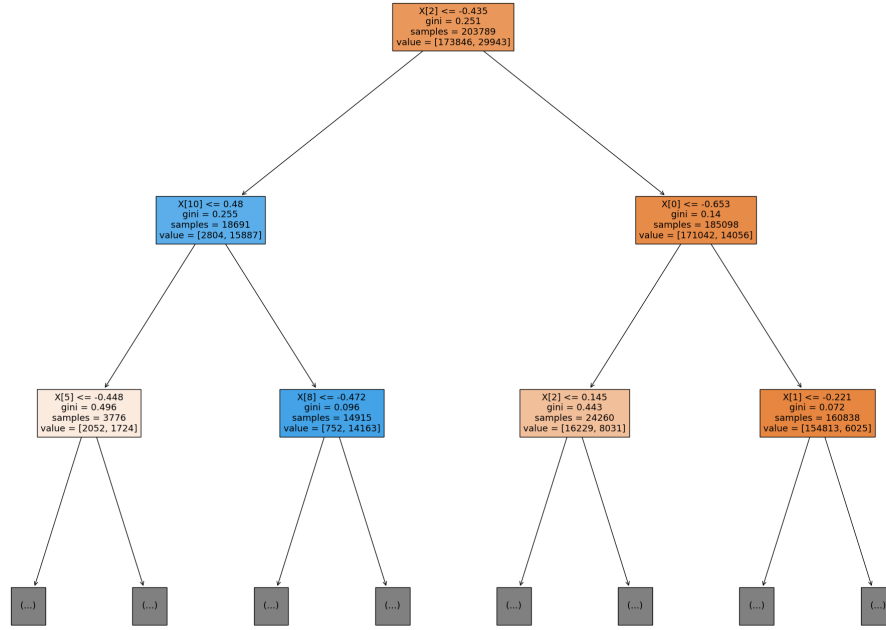 X[2] <= -0.435
gini = 0.251
samples = 203789
value = [173846, 29943]
X[10] <= 0.48
gini = 0.255
samples = 18691
value = [2804, 15887]
X[0] <= -0.653
gini = 0.14
samples = 185098
value = [171042, 14056]
X[5] <= -0.448
gini = 0.496
samples = 3776
value = [2052, 1724]
X[8] <= -0.472
gini = 0.096
samples = 14915
value = [752, 14163]
X[2] <= 0.145
gini = 0.443
samples = 24260
value = [16229, 8031]
X[1] <= -0.221
gini = 0.072
samples = 160838
value = [154813, 6025]
(...)
(...)
(...)
(...)
(...)
(...)
(...)
(...)